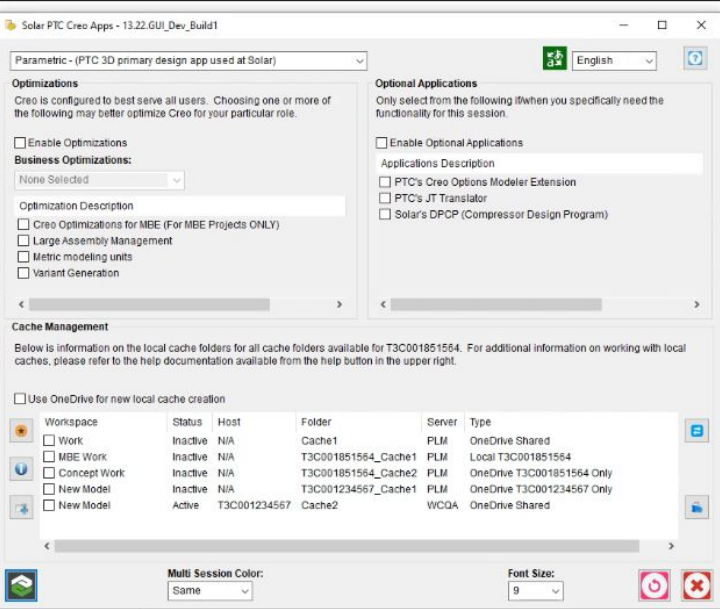 Solar PTC Creo Apps - 13.22.GUI_Dev_Build1
Parametric - (PTC 3D primary design app used at Solar)
English
Optimizations
Creo is configured to best serve all users. Choosing one or more of
the following may better optimize Creo for your particular role.
Enable Optimizations
Business Optimizations:
None Selected
Optimization Description
Creo Optimizations for MBE (For MBE Projects ONLY)
Large Assembly Management
Metric modeling units
Variant Generation
Optional Applications
Only select from the following if/when you specifically need the
functionality for this session.
Enable Optional Applications
Applications Description
PTC's Creo Options Modeler Extension
PTC's JT Translator
Solar's DPCP (Compressor Design Program)
Cache Management
Below is information on the local cache folders for all cache folders available for T3C001851564. For additional information on working with local
caches, please refer to the help documentation available from the help button in the upper right.
Use OneDrive for new local cache creation
Workspace Status Host Folder Server Type
Work Inactive N/A Cache1 PLM OneDrive Shared
MBE Work Inactive N/A T3C001851564_Cache1 PLM Local T3C001851564
Concept Work Inactive N/A T3C001851564_Cache2 PLM OneDrive T3C001851564 Only
New Model Inactive N/A T3C001234567_Cache1 PLM OneDrive T3C001234567 Only
New Model Active T3C001234567 Cache2 WCQA OneDrive Shared
Multi Session Color:
Same
Font Size:
9